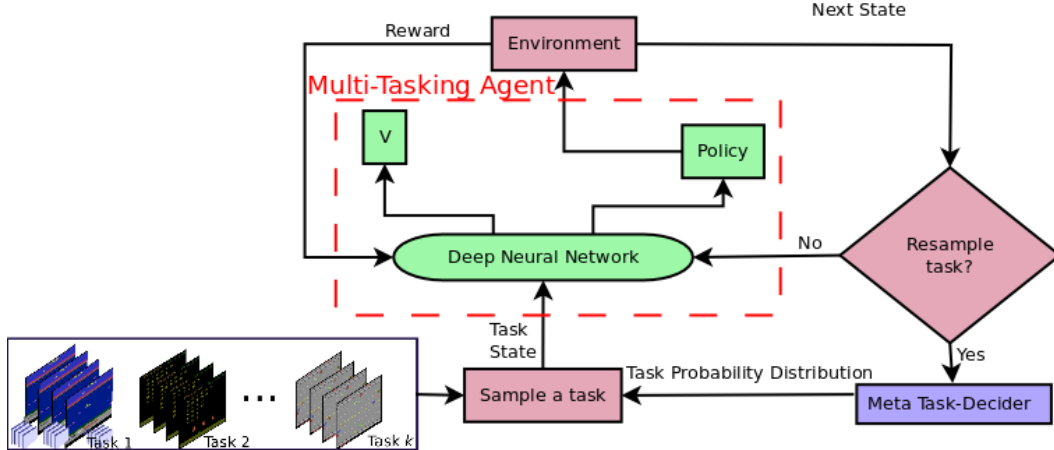 Next State
Reward
Environment
Multi-Tasking Agent
V
Policy
Deep Neural Network
No
Resample
task?
Task
State
Yes
Task Probability Distribution
Sample a task
Meta Task-Decider
...
Task 1
Task 2
Task k